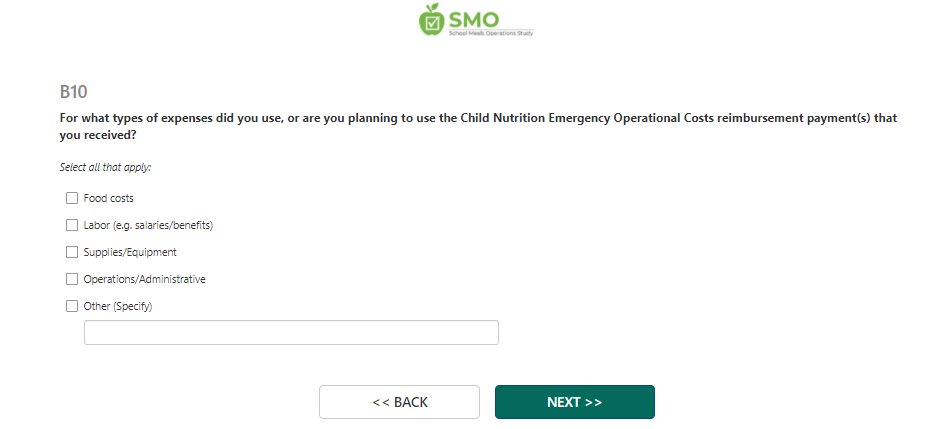 SMO
School Meals Operations Study
B10
For what types of expenses did you use, or are you planning to use the Child Nutrition Emergency Operational Costs reimbursement payment(s) that
you received?
Select all that apply:
Food costs
Labor (e.g. salaries/benefits)
Supplies/Equipment
Operations/Administrative
Other (Specify)
<< BACK
NEXT >>